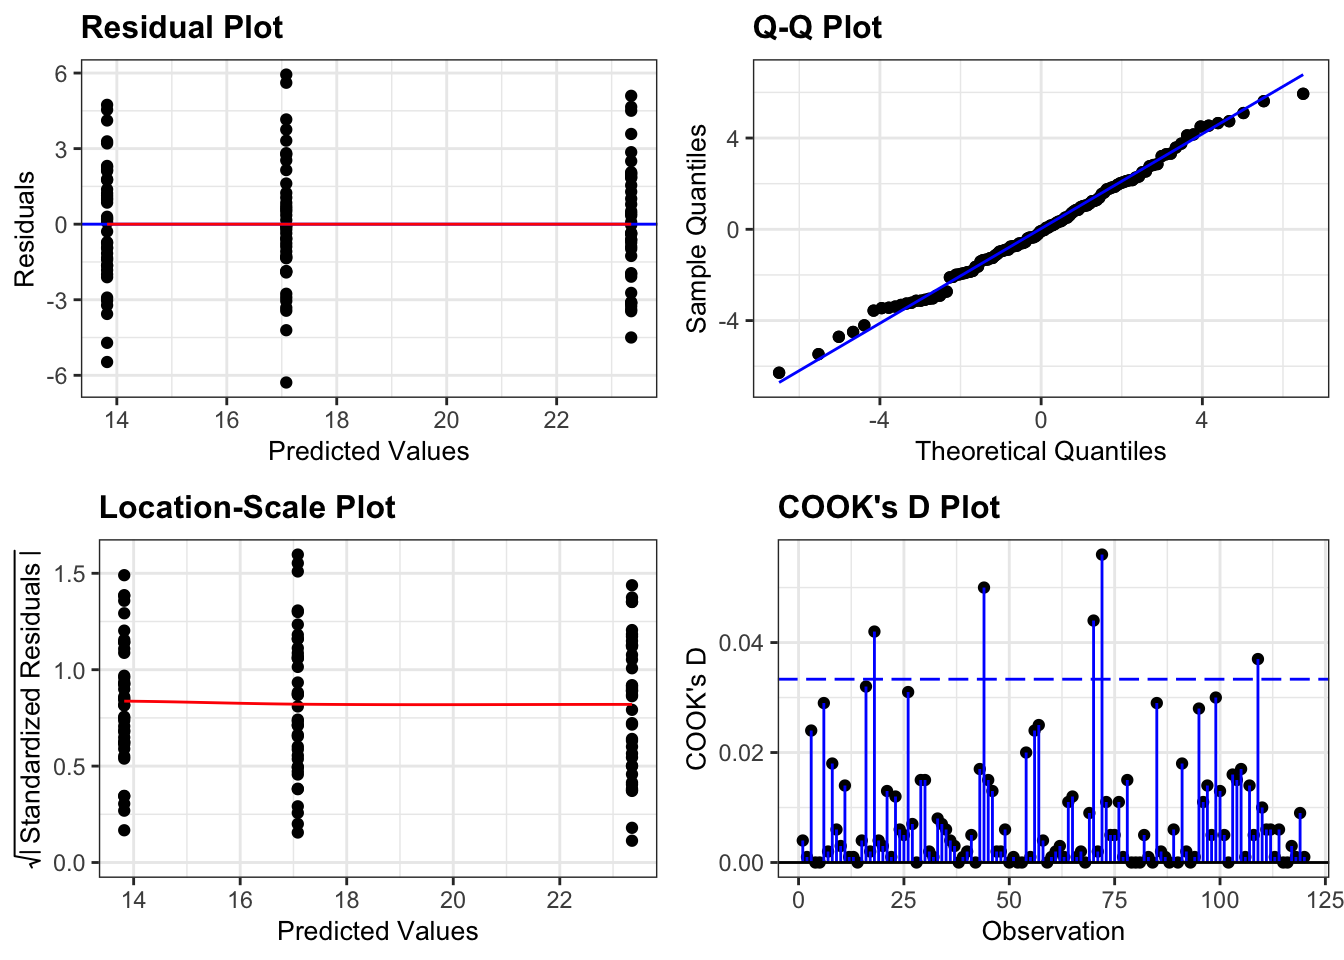 Residual Plot
6
3
0
-3
-6
Residuals
14 16 18 20 22
Predicted Values
Q-Q Plot
4
0
-4
Sample Quantiles
-4 0 4
Theoretical Quantiles
Location-Scale Plot
1.5
1.0
0.5
0.0
√| Standardized Residuals |
14 16 18 20 22
Predicted Values
COOK's D Plot
0.04
0.02
0.00
COOK's D
0 25 50 75 100 125
Observation